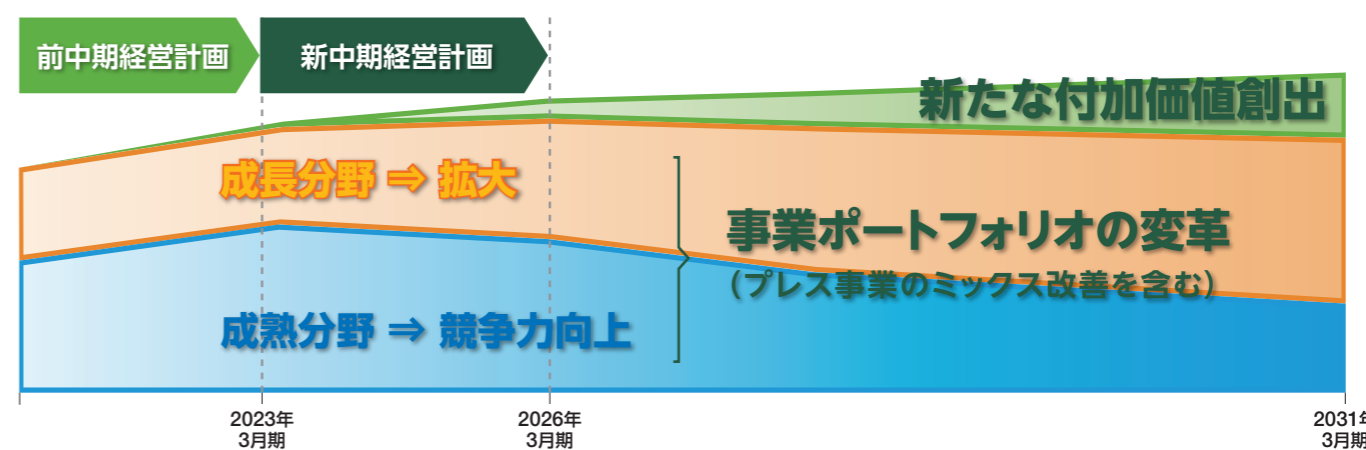 前中期経営計画
新中期経営計画
新たな付加価値創出
成長分野 ⇒ 拡大
事業ポートフォリオの変革
（プレス事業のミックス改善を含む）
成熟分野 ⇒ 競争力向上
2023年
3月期
2026年
3月期
2031年
3月期